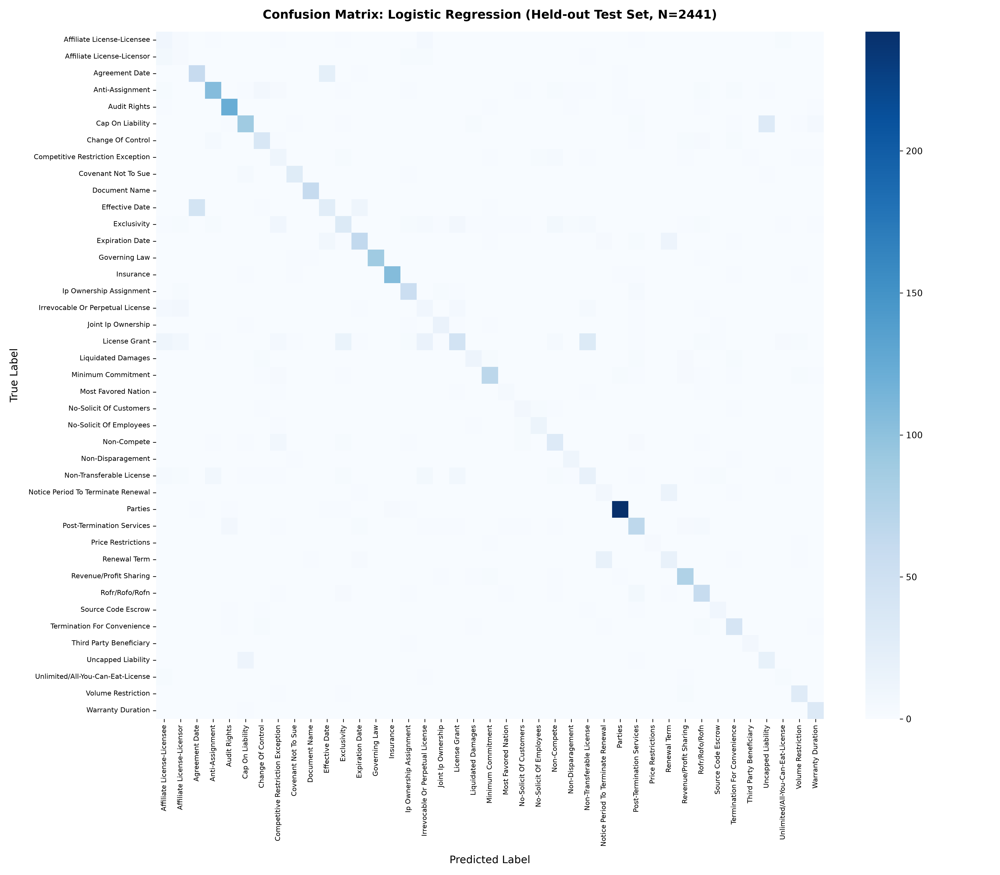 Confusion Matrix: Logistic Regression (Held-out Test Set, N=2441)
True Label
Affiliate License-Licensee
Affiliate License-Licensor
Agreement Date
Anti-Assignment
Audit Rights
Cap On Liability
Change Of Control
Competitive Restriction Exception
Covenant Not To Sue
Document Name
Effective Date
Exclusivity
Expiration Date
Governing Law
Insurance
Ip Ownership Assignment
Irrevocable Or Perpetual License
Joint Ip Ownership
License Grant
Liquidated Damages
Minimum Commitment
Most Favored Nation
No-Solicit Of Customers
No-Solicit Of Employees
Non-Compete
Non-Disparagement
Non-Transferable License
Notice Period To Terminate Renewal
Parties
Post-Termination Services
Price Restrictions
Renewal Term
Revenue/Profit Sharing
Rofr/Rofo/Rofn
Source Code Escrow
Termination For Convenience
Third Party Beneficiary
Uncapped Liability
Unlimited/All-You-Can-Eat-License
Volume Restriction
Warranty Duration
Affiliate License-Licensee
Affiliate License-Licensor
Agreement Date
Anti-Assignment
Audit Rights
Cap On Liability
Change Of Control
Competitive Restriction Exception
Covenant Not To Sue
Document Name
Effective Date
Exclusivity
Expiration Date
Governing Law
Insurance
Ip Ownership Assignment
Irrevocable Or Perpetual License
Joint Ip Ownership
License Grant
Liquidated Damages
Minimum Commitment
Most Favored Nation
No-Solicit Of Customers
No-Solicit Of Employees
Non-Compete
Non-Disparagement
Non-Transferable License
Notice Period To Terminate Renewal
Parties
Post-Termination Services
Price Restrictions
Renewal Term
Revenue/Profit Sharing
Rofr/Rofo/Rofn
Source Code Escrow
Termination For Convenience
Third Party Beneficiary
Uncapped Liability
Unlimited/All-You-Can-Eat-License
Volume Restriction
Warranty Duration
Predicted Label
200
150
100
50
0